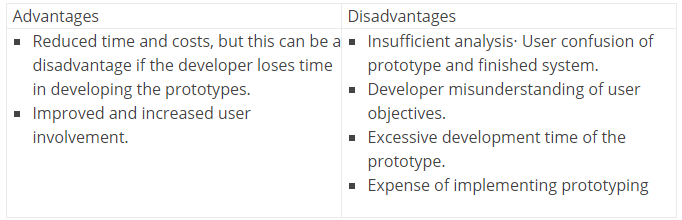 Advantages
Reduced time and costs, but this can be a
disadvantage if the developer loses time
in developing the prototypes.
Improved and increased user
involvement.
Disadvantages
Insufficient analysis· User confusion of
prototype and finished system.
Developer misunderstanding of user
objectives.
Excessive development time of the
prototype.
Expense of implementing prototyping